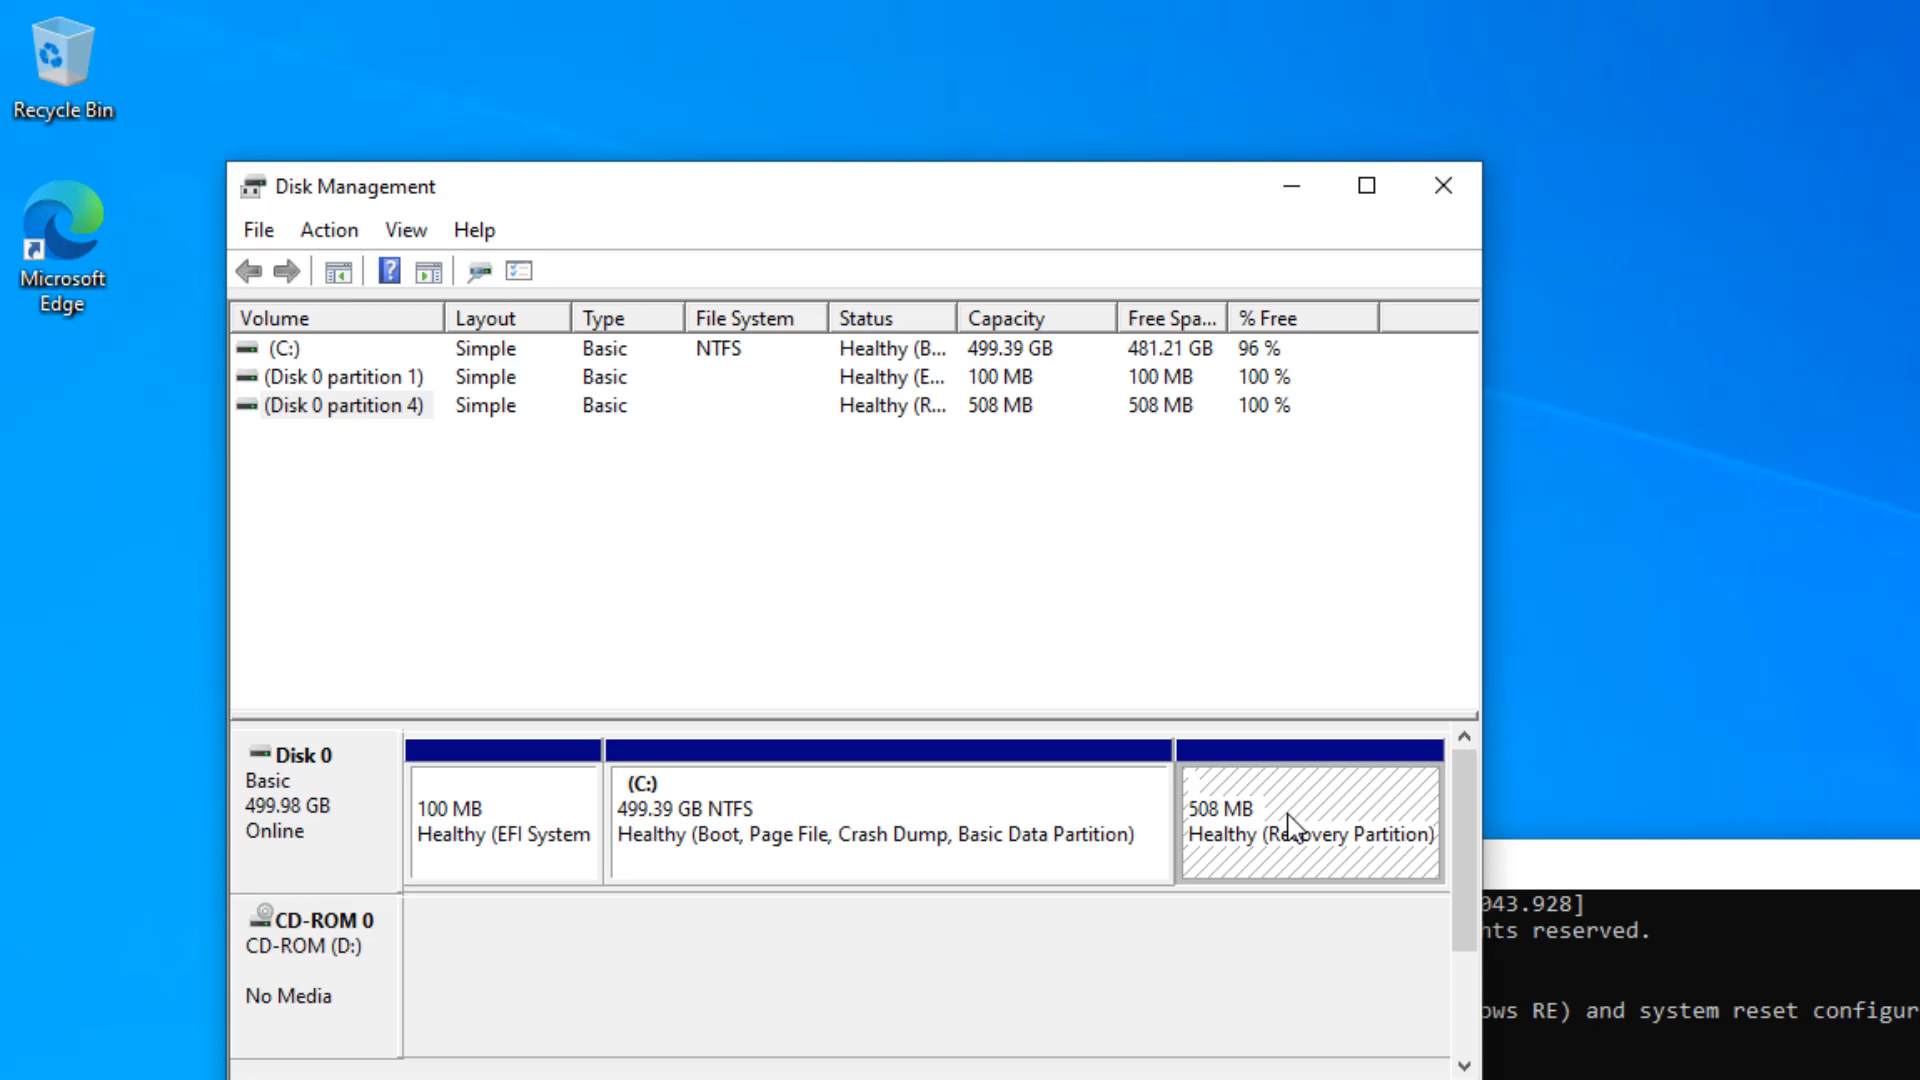 Recycle Bin
Microsoft
Edge
Disk Management
File Action View Help
Volume Layout Type File System Status Capacity Free Spa... % Free
(C:) Simple Basic NTFS Healthy (B... 499.39 GB 481.21 GB 96 %
(Disk 0 partition 1) Simple Basic Healthy (E... 100 MB 100 MB 100 %
(Disk 0 partition 4) Simple Basic Healthy (R... 508 MB 508 MB 100 %
Disk 0
Basic
499.98 GB
Online
100 MB
Healthy (EFI System
(C:)
499.39 GB NTFS
Healthy (Boot, Page File, Crash Dump, Basic Data Partition)
508 MB
Healthy (Recovery Partition)
CD-ROM 0
CD-ROM (D:)
No Media
043.928]
nts reserved.
ows RE) and system reset configur